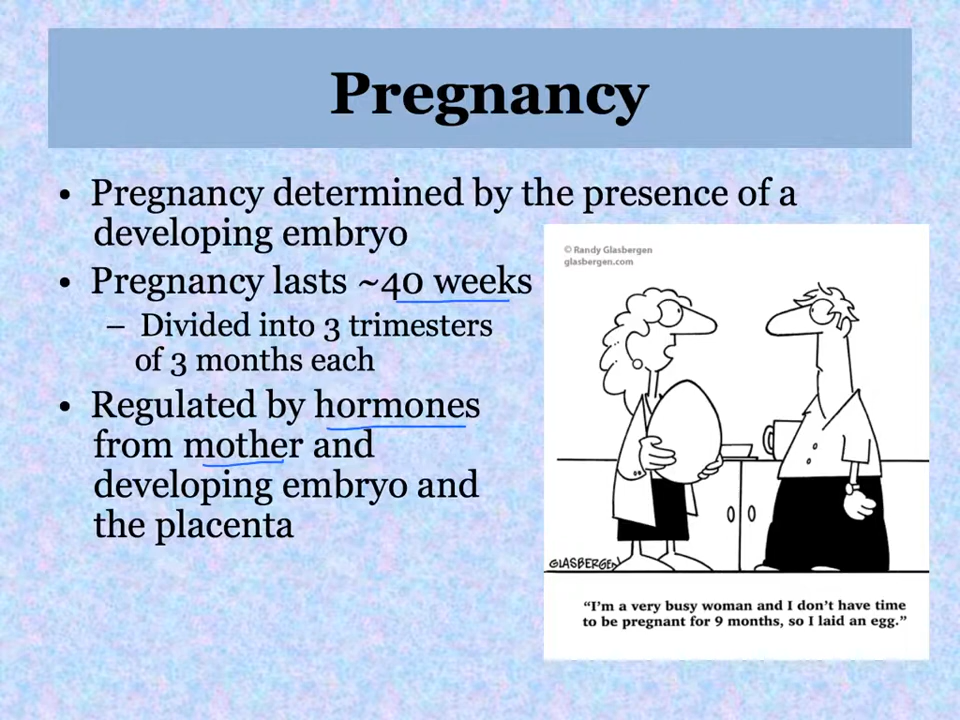 Pregnancy
• Pregnancy determined by the presence of a
developing embryo
• Pregnancy lasts ~40 weeks
– Divided into 3 trimesters
of 3 months each
• Regulated by hormones
from mother and
developing embryo and
the placenta
© Randy Glasbergen
glasbergen.com
GLASBERGEN
“I’m a very busy woman and I don’t have time
to be pregnant for 9 months, so I laid an egg.”